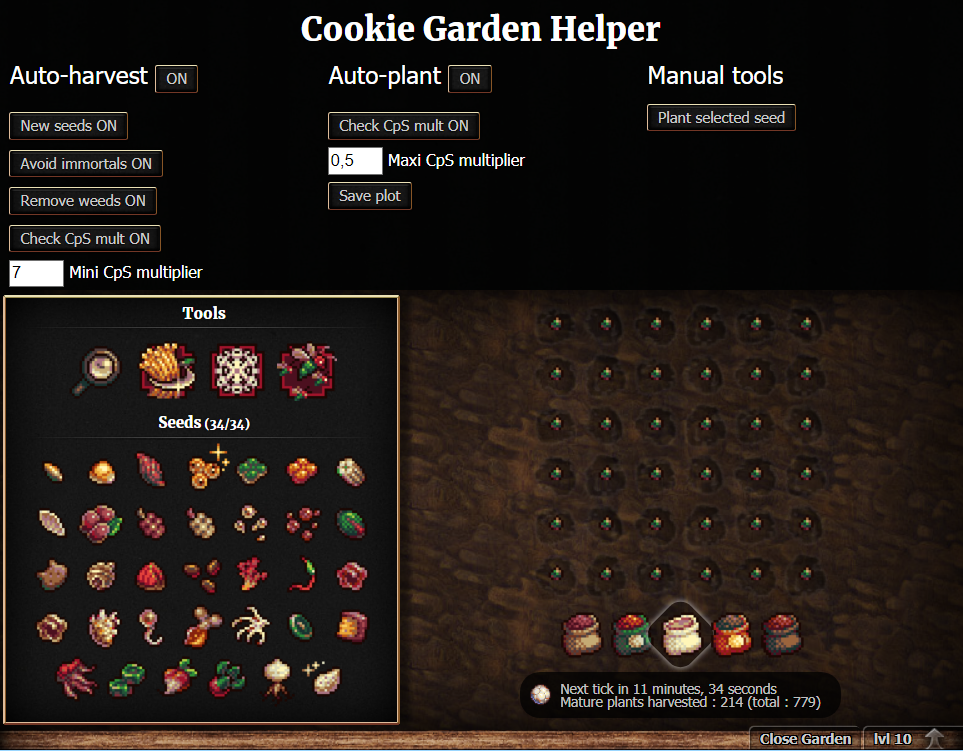 Cookie Garden Helper
Auto-harvest ON
New seeds ON
Avoid immortals ON
Remove weeds ON
Check CpS mult ON
7 Mini CpS multiplier
Auto-plant ON
Check CpS mult ON
0,5 Maxi CpS multiplier
Save plot
Manual tools
Plant selected seed
Tools
Seeds (34/34)
Next tick in 11 minutes, 34 seconds
Mature plants harvested : 214 (total : 779)
Close Garden lvl 10